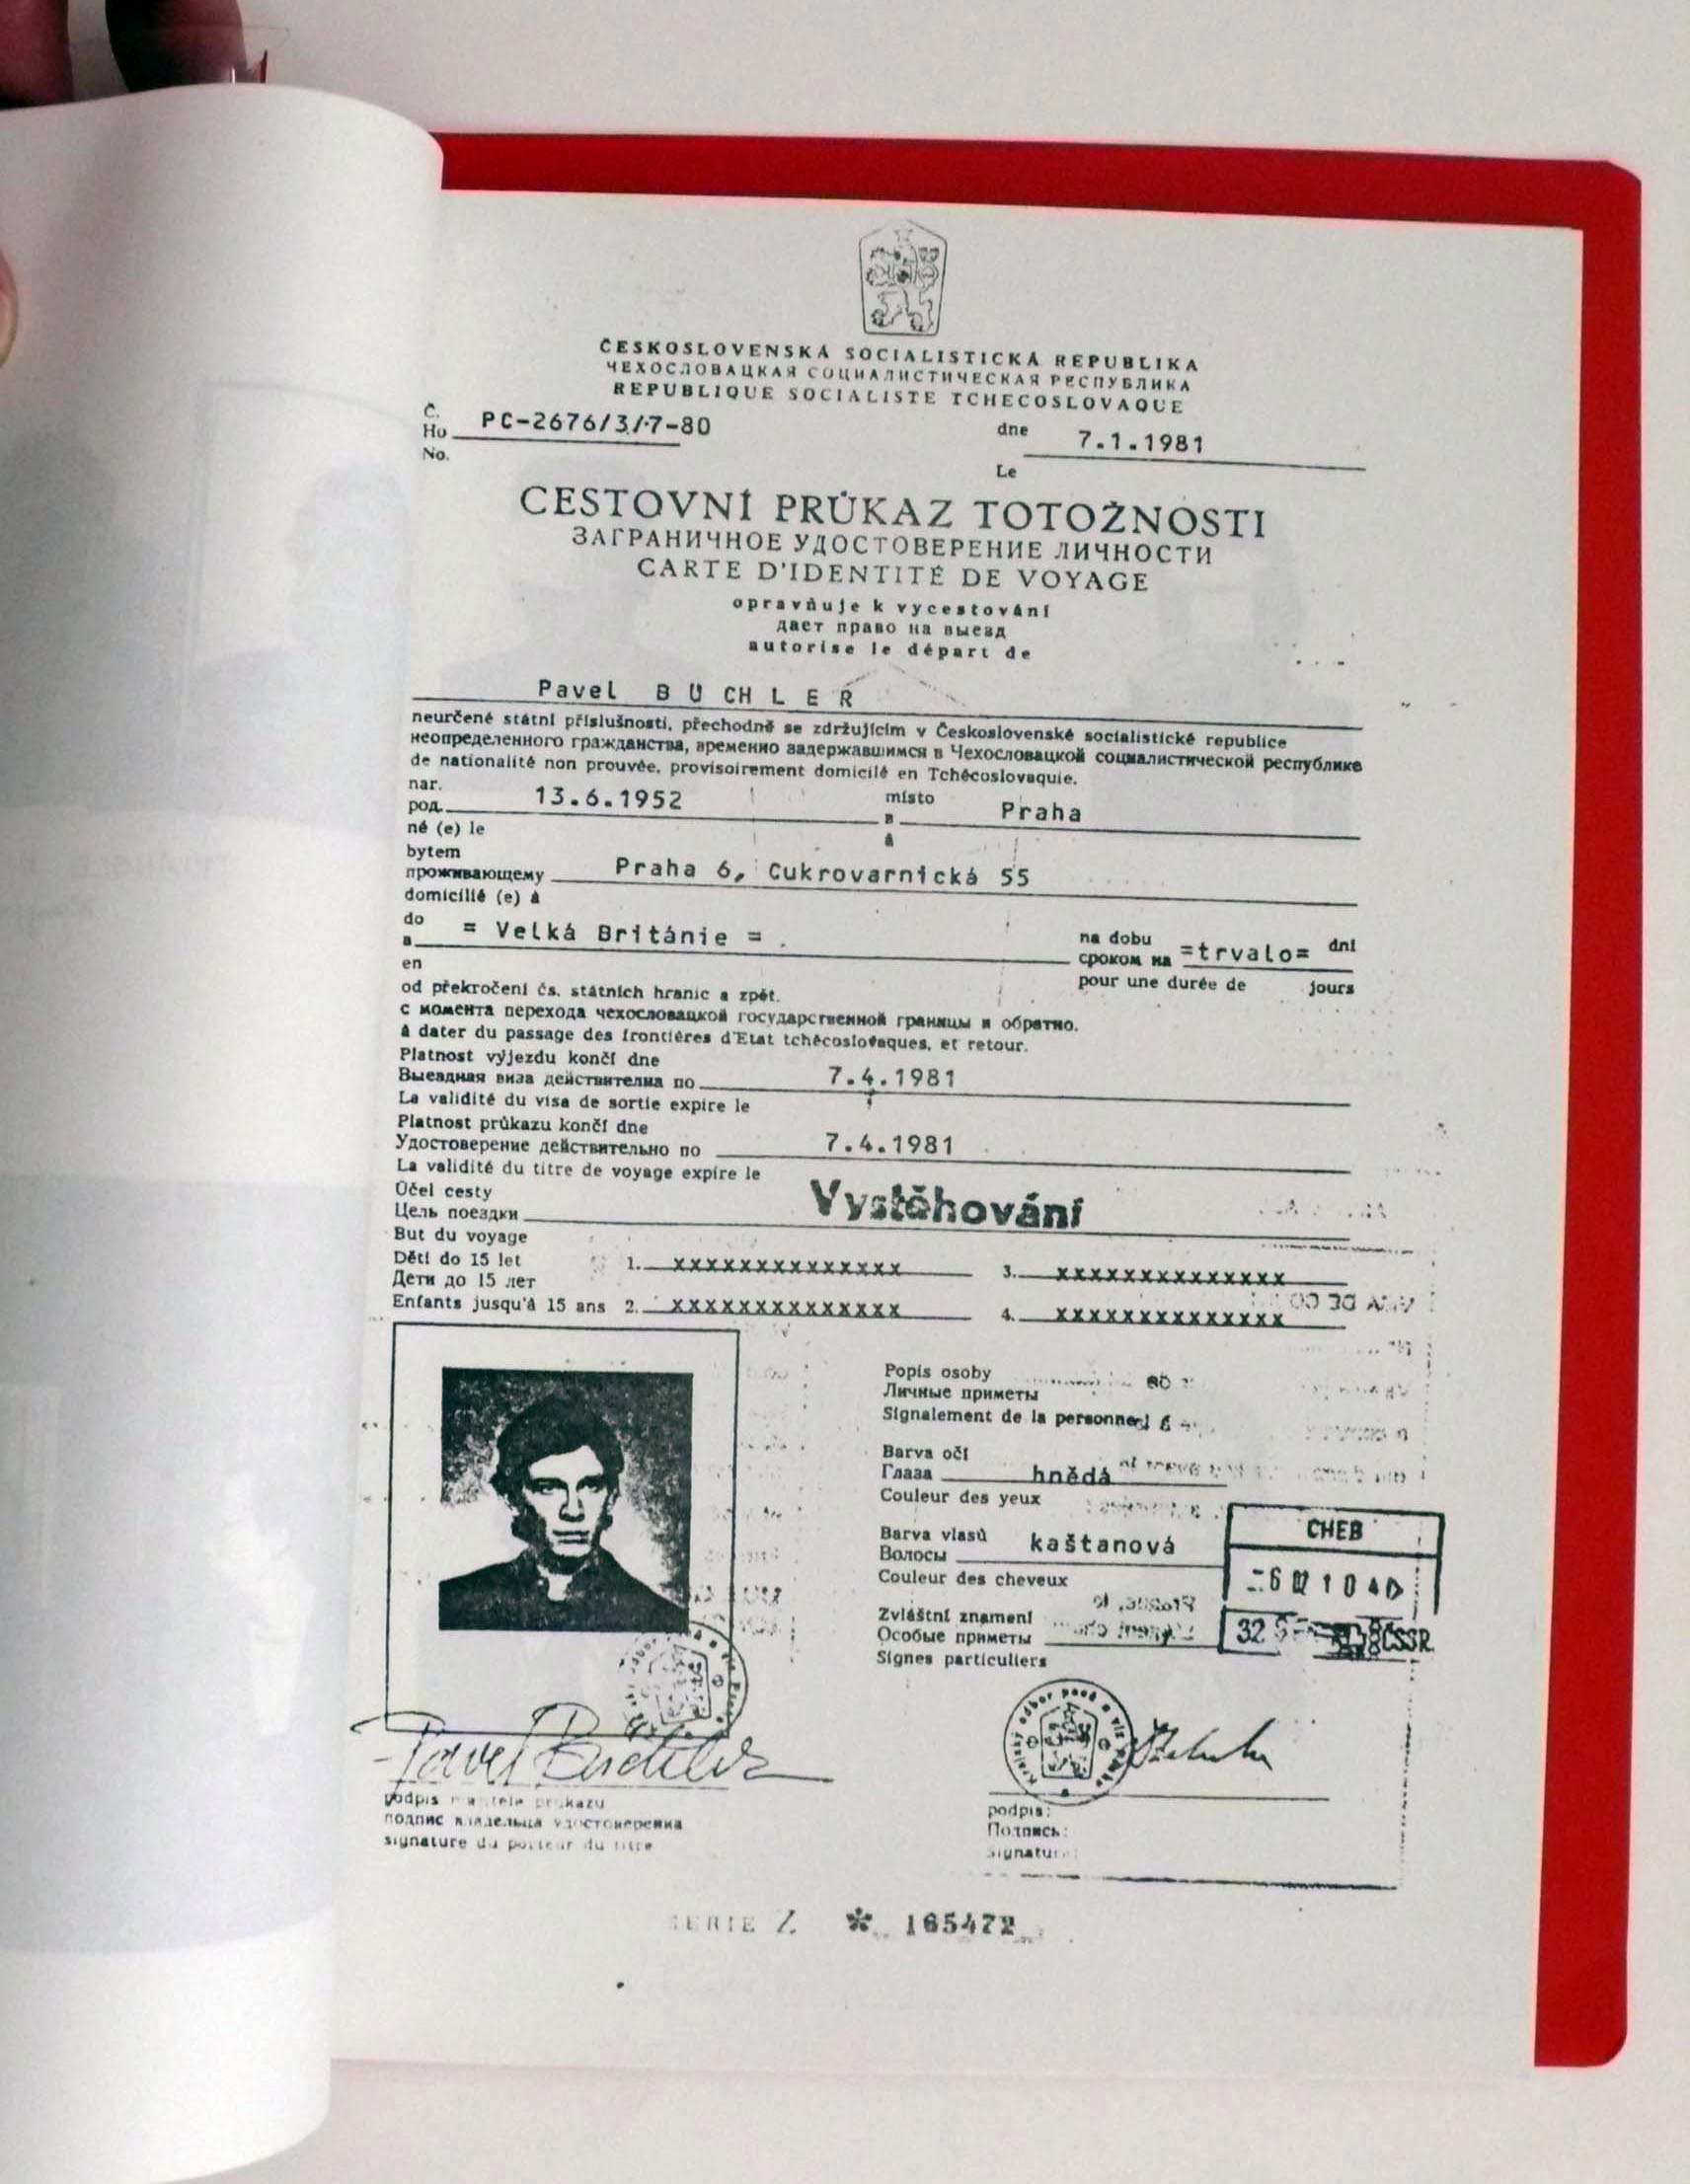 ČESKOSLOVENSKÁ SOCIALISTICKÁ REPUBLIKA
ЧЕХОСЛОВАЦКАЯ СОЦИАЛИСТИЧЕСКАЯ РЕСПУБЛИКА
REPUBLIQUE SOCIALISTE TCHECOSLOVAQUE
Č.
Но PC-2676/3/7-80
No.
dne 7.1.1981
Le
CESTOVNÍ PRŮKAZ TOTOŽNOSTI
ЗАГРАНИЧНОЕ УДОСТОВЕРЕНИЕ ЛИЧНОСТИ
CARTE D'IDENTITÉ DE VOYAGE
opravňuje k vycestování
дает право на выезд
autorise le départ de
Pavel B U CH L E R
neurčené státní příslušnosti, přechodně se zdržujícím v Československé socialistické republice
неопределенного гражданства, временно задержавшимся в Чехословацкой социалистической республике
de nationalité non prouvée, provisoirement domicilé en Tchécoslovaquie.
nar. místo
род. 13.6.1952 в Praha
né (e) le à
bytem
проживающему Praha 6, Cukrovarnická 55
domicilié (e) à
do na dobu dní
в = Velká Británie = сроком на =trvalo=
en pour une durée de jours
od překročení čs. státních hranic a zpět.
с момента перехода чехословацкой государственной границы и обратно.
à dater du passage des frontières d'Etat tchécoslovaques, et retour.
Platnost výjezdu končí dne
Выездная виза действителна по 7.4.1981
La validité du visa de sortie expire le
Platnost průkazu končí dne
Удостоверение действительно по 7.4.1981
La validité du titre de voyage expire le
Účel cesty
Цель поездки Vystěhování
But du voyage
Děti do 15 let 1. xxxxxxxxxxxxxx 3. xxxxxxxxxxxxxx
Дети до 15 лет
Enfants jusqu'à 15 ans 2. xxxxxxxxxxxxxx 4. xxxxxxxxxxxxxx
Popis osoby
Личные приметы
Signalement de la personne
Barva očí
Глаза hnědá
Couleur des yeux
Barva vlasů
Волосы kaštanová
Couleur des cheveux
Zvláštní znamení
Особые приметы
Signes particuliers
CHEB
32 ČSSR
Pavel Büchler
podpis majitele průkazu
подпис владельца удостоверения
signature du porteur du titre
Krajský odbor pasů a víz
podpis:
Подпись:
Signature:
SERIE Z * 165472